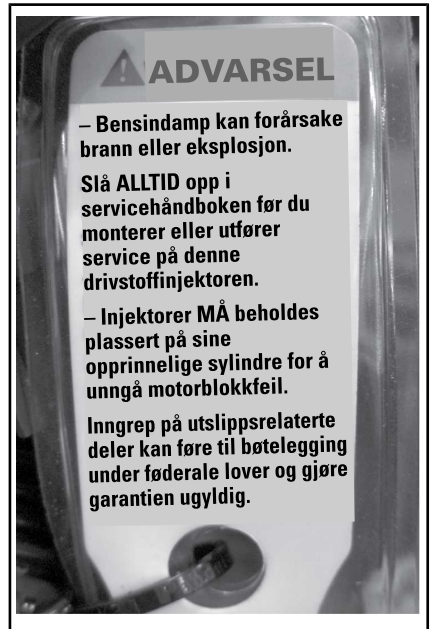 ADVARSEL
– Bensindamp kan forårsake
brann eller eksplosjon.
Slå ALLTID opp i
servicehåndboken før du
monterer eller utfører
service på denne
drivstoffinjektoren.
– Injektorer MÅ beholdes
plassert på sine
opprinnelige sylindre for å
unngå motorblokkfeil.
Inngrep på utslippsrelaterte
deler kan føre til bøtelegging
under føderale lover og gjøre
garantien ugyldig.